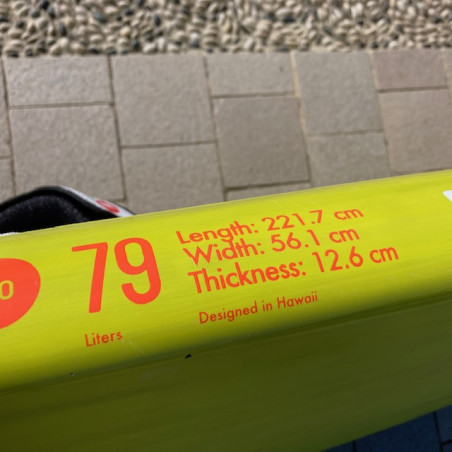 79
Liters
Length: 221.7 cm
Width: 56.1 cm
Thickness: 12.6 cm
Designed in Hawaii